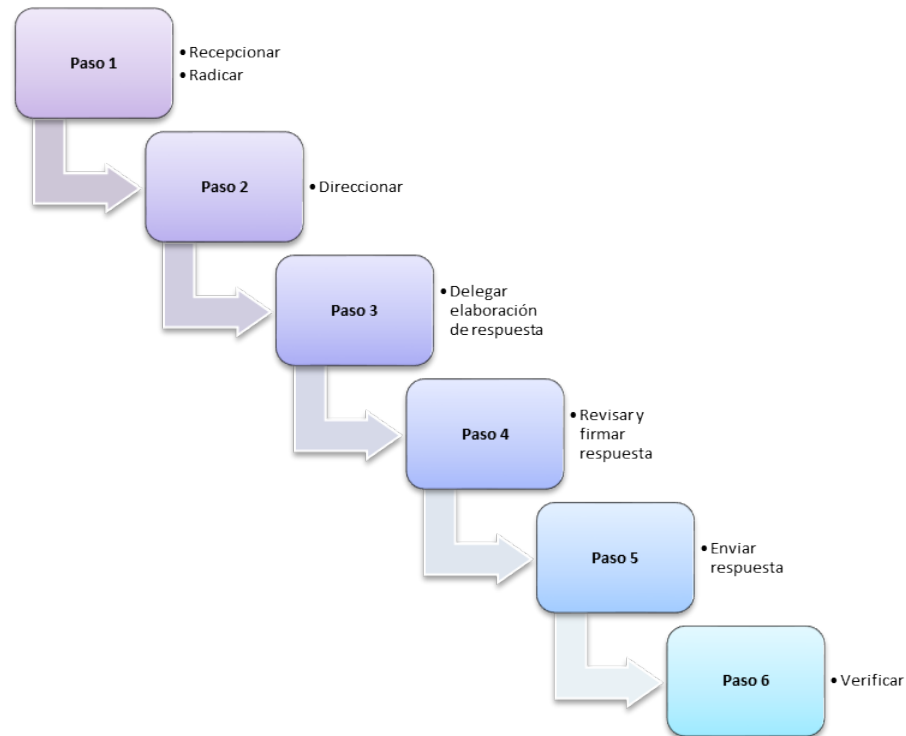 Paso 1
• Recepcionar
• Radicar
Paso 2
• Direccionar
Paso 3
• Delegar
elaboración
de respuesta
Paso 4
• Revisar y
firmar
respuesta
Paso 5
• Enviar
respuesta
Paso 6
• Verificar